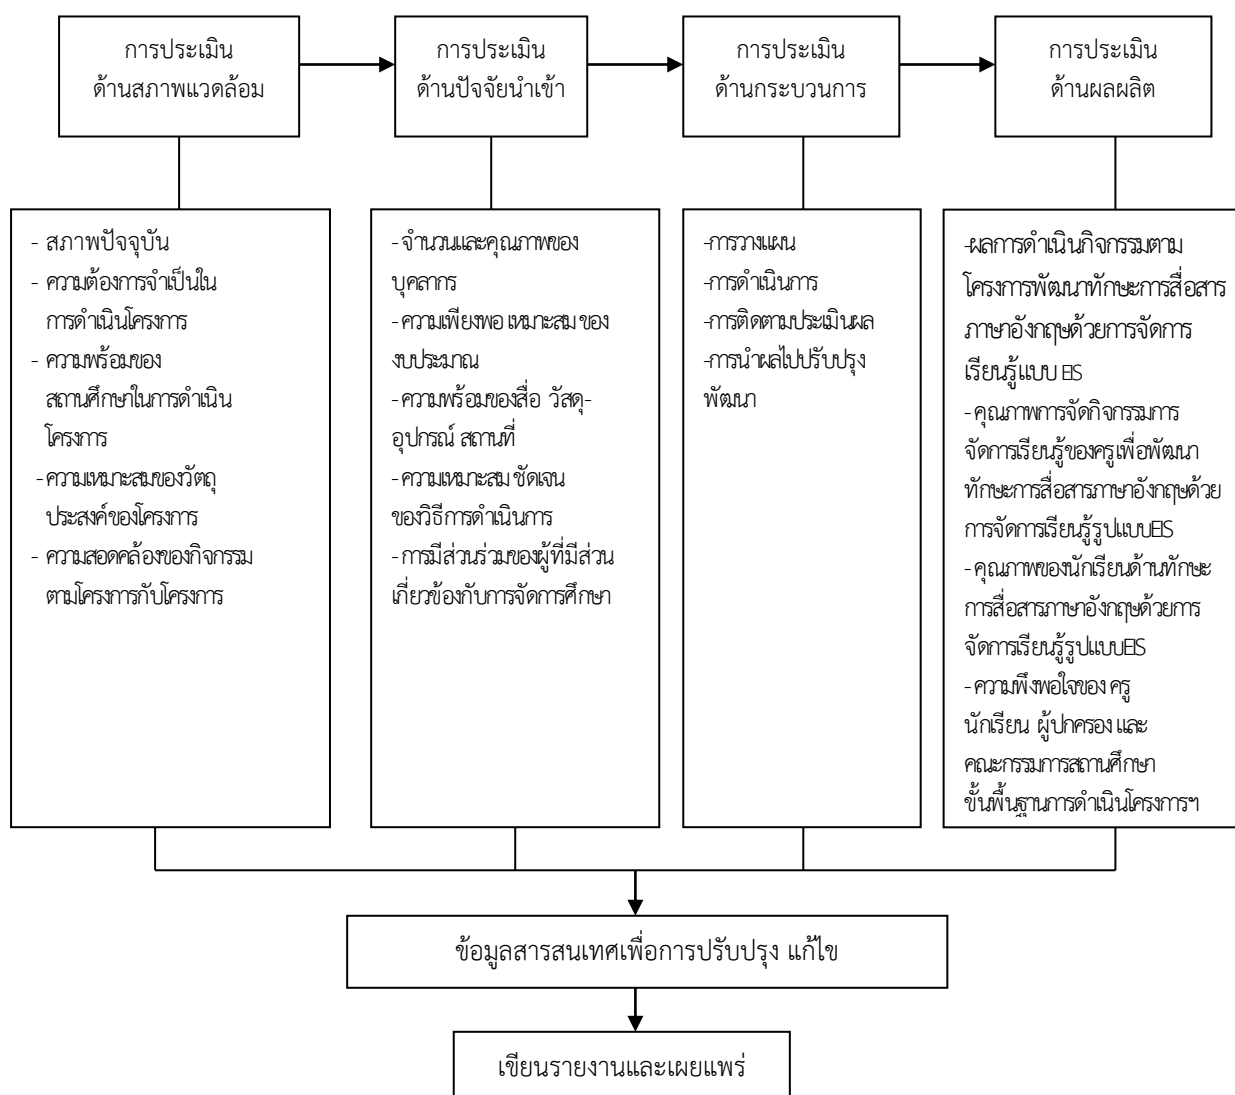 การประเมิน
ด้านสภาพแวดล้อม
การประเมิน
ด้านปัจจัยนำเข้า
การประเมิน
ด้านกระบวนการ
การประเมิน
ด้านผลผลิต
- สภาพปัจจุบัน
- ความต้องการจำเป็นใน
การดำเนินโครงการ
- ความพร้อมของ
สถานศึกษาในการดำเนิน
โครงการ
- ความเหมาะสมของวัตถุ
ประสงค์ของโครงการ
- ความสอดคล้องของกิจกรรม
ตามโครงการกับโครงการ
- จำนวนและคุณภาพของ
บุคลากร
-ความเพียงพอ เหมาะสม ของ
งบประมาณ
-ความพร้อมของสื่อ วัสดุ-
อุปกรณ์ สถานที่
-ความเหมาะสม ชัดเจน
ของวิธีการดำเนินการ
-การมีส่วนร่วมของผู้ที่มีส่วน
เกี่ยวข้องกับการจัดการศึกษา
-การวางแผน
-การดำเนินการ
-การติดตามประเมินผล
-การนำผลไปปรับปรุง
พัฒนา
-ผลการดำเนินกิจกรรมตาม
โครงการพัฒนาทักษะการสื่อสาร
ภาษาอังกฤษด้วยการจัดการ
เรียนรู้แบบ EIS
- คุณภาพการจัดกิจกรรมการ
จัดการเรียนรู้ของครูเพื่อพัฒนา
ทักษะการสื่อสารภาษาอังกฤษด้วย
การจัดการเรียนรู้รูปแบบEIS
- คุณภาพของนักเรียนด้านทักษะ
การสื่อสารภาษาอังกฤษด้วยการ
จัดการเรียนรู้รูปแบบEIS
- ความพึงพอใจของ ครู
นักเรียน ผู้ปกครอง และ
คณะกรรมการสถานศึกษา
ขั้นพื้นฐานการดำเนินโครงการฯ
ข้อมูลสารสนเทศเพื่อการปรับปรุง แก้ไข
เขียนรายงานและเผยแพร่